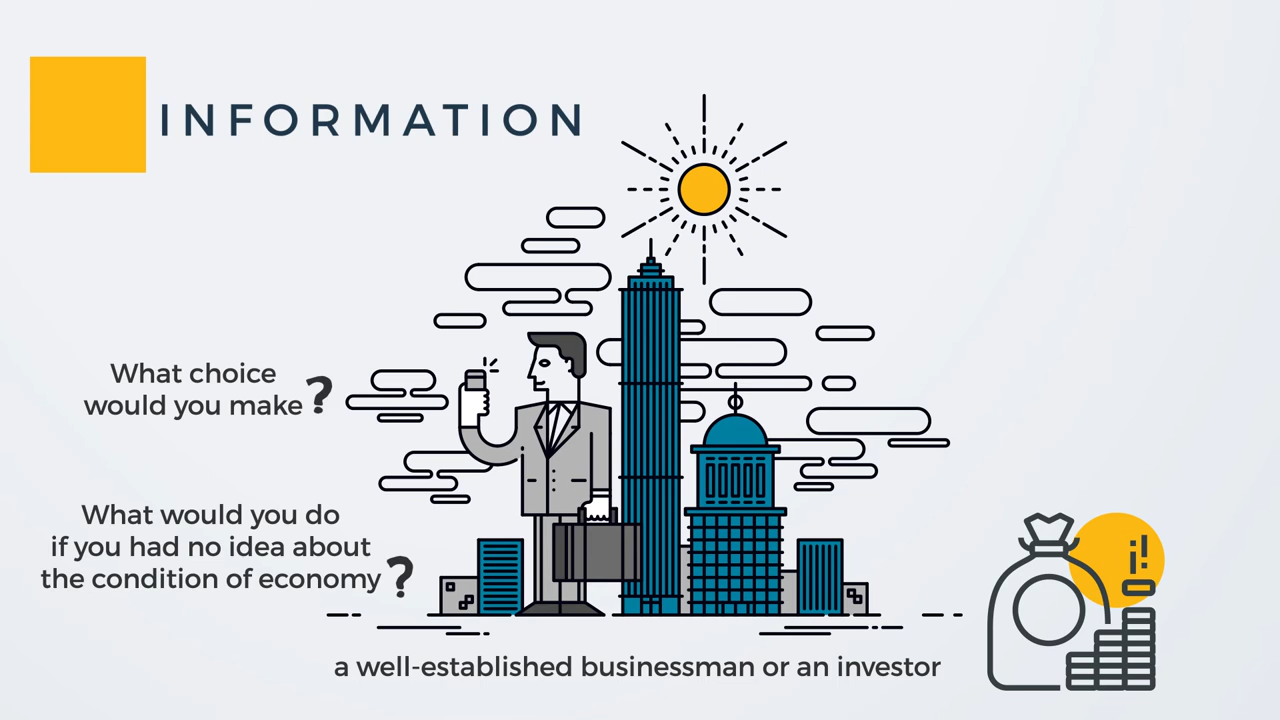 INFORMATION
What choice
would you make?
What would you do
if you had no idea about
the condition of economy?
a well-established businessman or an investor